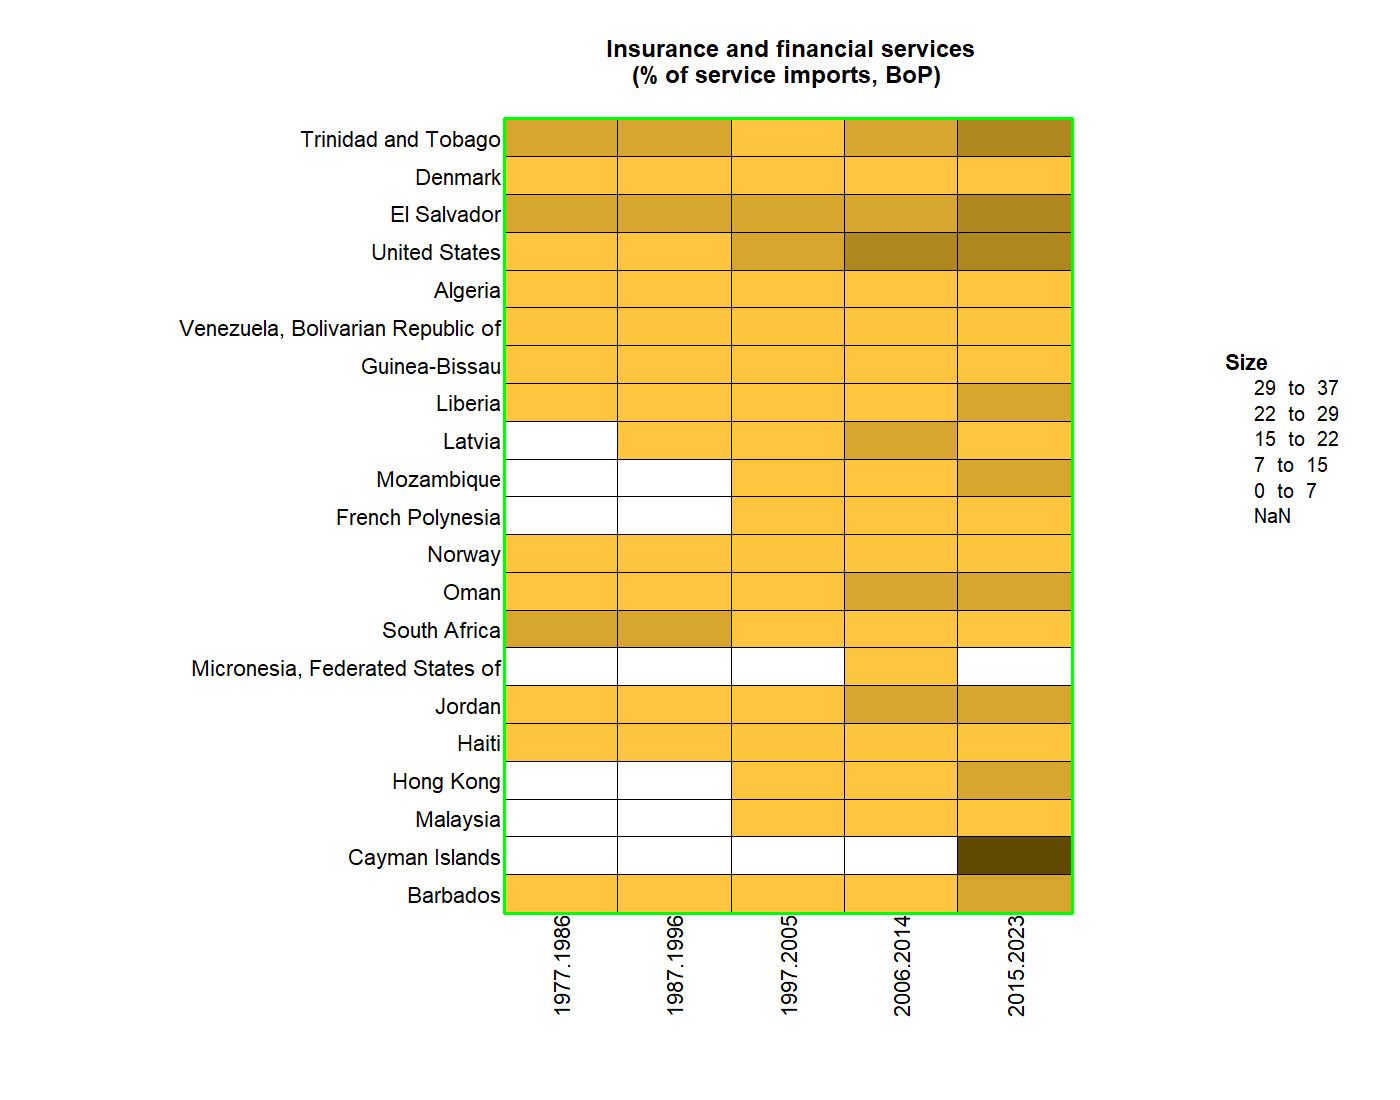 Insurance and financial services
(% of service imports, BoP)
Trinidad and Tobago
Denmark
El Salvador
United States
Algeria
Venezuela, Bolivarian Republic of
Guinea-Bissau
Liberia
Latvia
Mozambique
French Polynesia
Norway
Oman
South Africa
Micronesia, Federated States of
Jordan
Haiti
Hong Kong
Malaysia
Cayman Islands
Barbados
1977.1986
1987.1996
1997.2005
2006.2014
2015.2023
Size
29 to 37
22 to 29
15 to 22
7 to 15
0 to 7
NaN